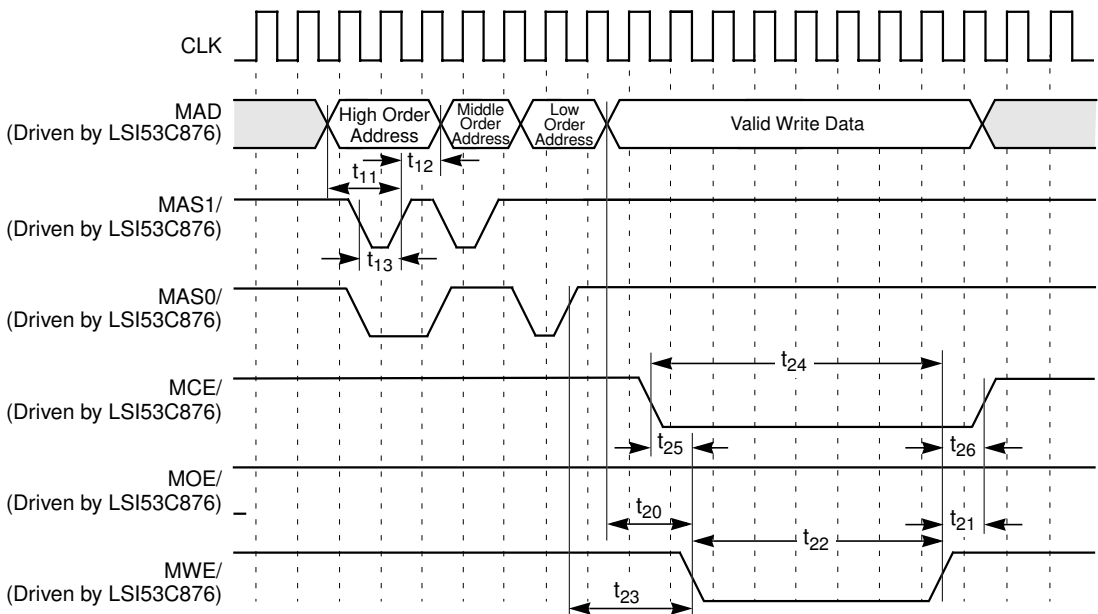 CLK
MAD
(Driven by LSI53C876)
High Order
Address
Middle
Order
Address
Low
Order
Address
Valid Write Data
t12
t11
MAS1/
(Driven by LSI53C876)
t13
MAS0/
(Driven by LSI53C876)
t24
MCE/
(Driven by LSI53C876)
t25
t26
MOE/
(Driven by LSI53C876)
t20
t21
t22
MWE/
(Driven by LSI53C876)
t23